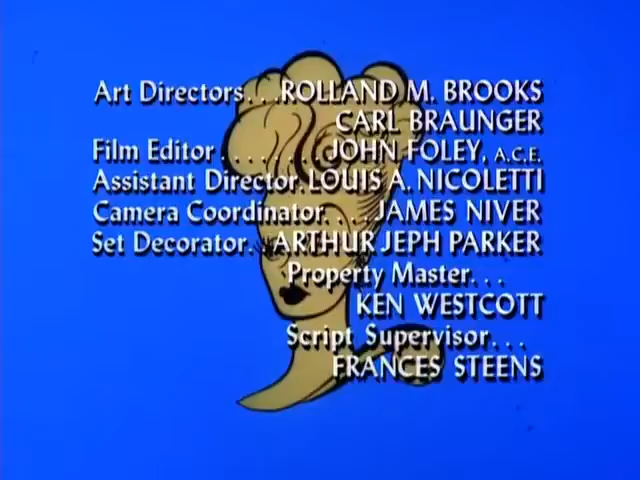 Art Directors. . .ROLLAND M. BROOKS
CARL BRAUNGER
Film Editor . . . . . . . .JOHN FOLEY, A.C.E.
Assistant Director.LOUIS A. NICOLETTI
Camera Coordinator. . . .JAMES NIVER
Set Decorator. .ARTHUR JEPH PARKER
Property Master. . .
KEN WESTCOTT
Script Supervisor. . .
FRANCES STEENS